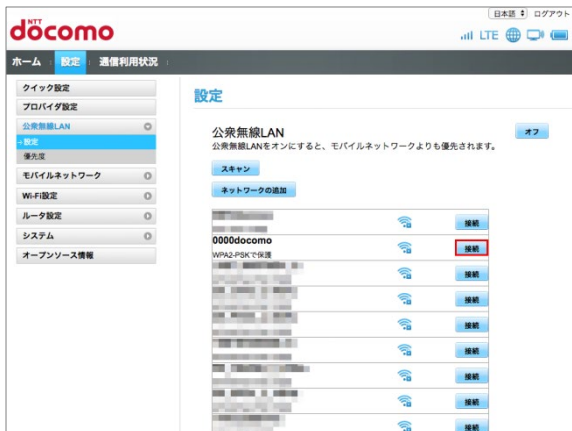 日本語 ログアウト
NTT
döcomo
LTE
ホーム 設定 通信利用状況
クイック設定
プロバイダ設定
公衆無線LAN
設定
優先度
モバイルネットワーク
Wi-Fi設定
ルータ設定
システム
オープンソース情報
設定
公衆無線LAN オフ
公衆無線LANをオンにすると、モバイルネットワークよりも優先されます。
スキャン
ネットワークの追加
接続
0000docomo
WPA2-PSKで保護
接続
接続
接続
接続
接続
接続
接続
接続